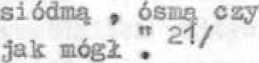 siódmą , ósmą czy
jak mógł ." 21/